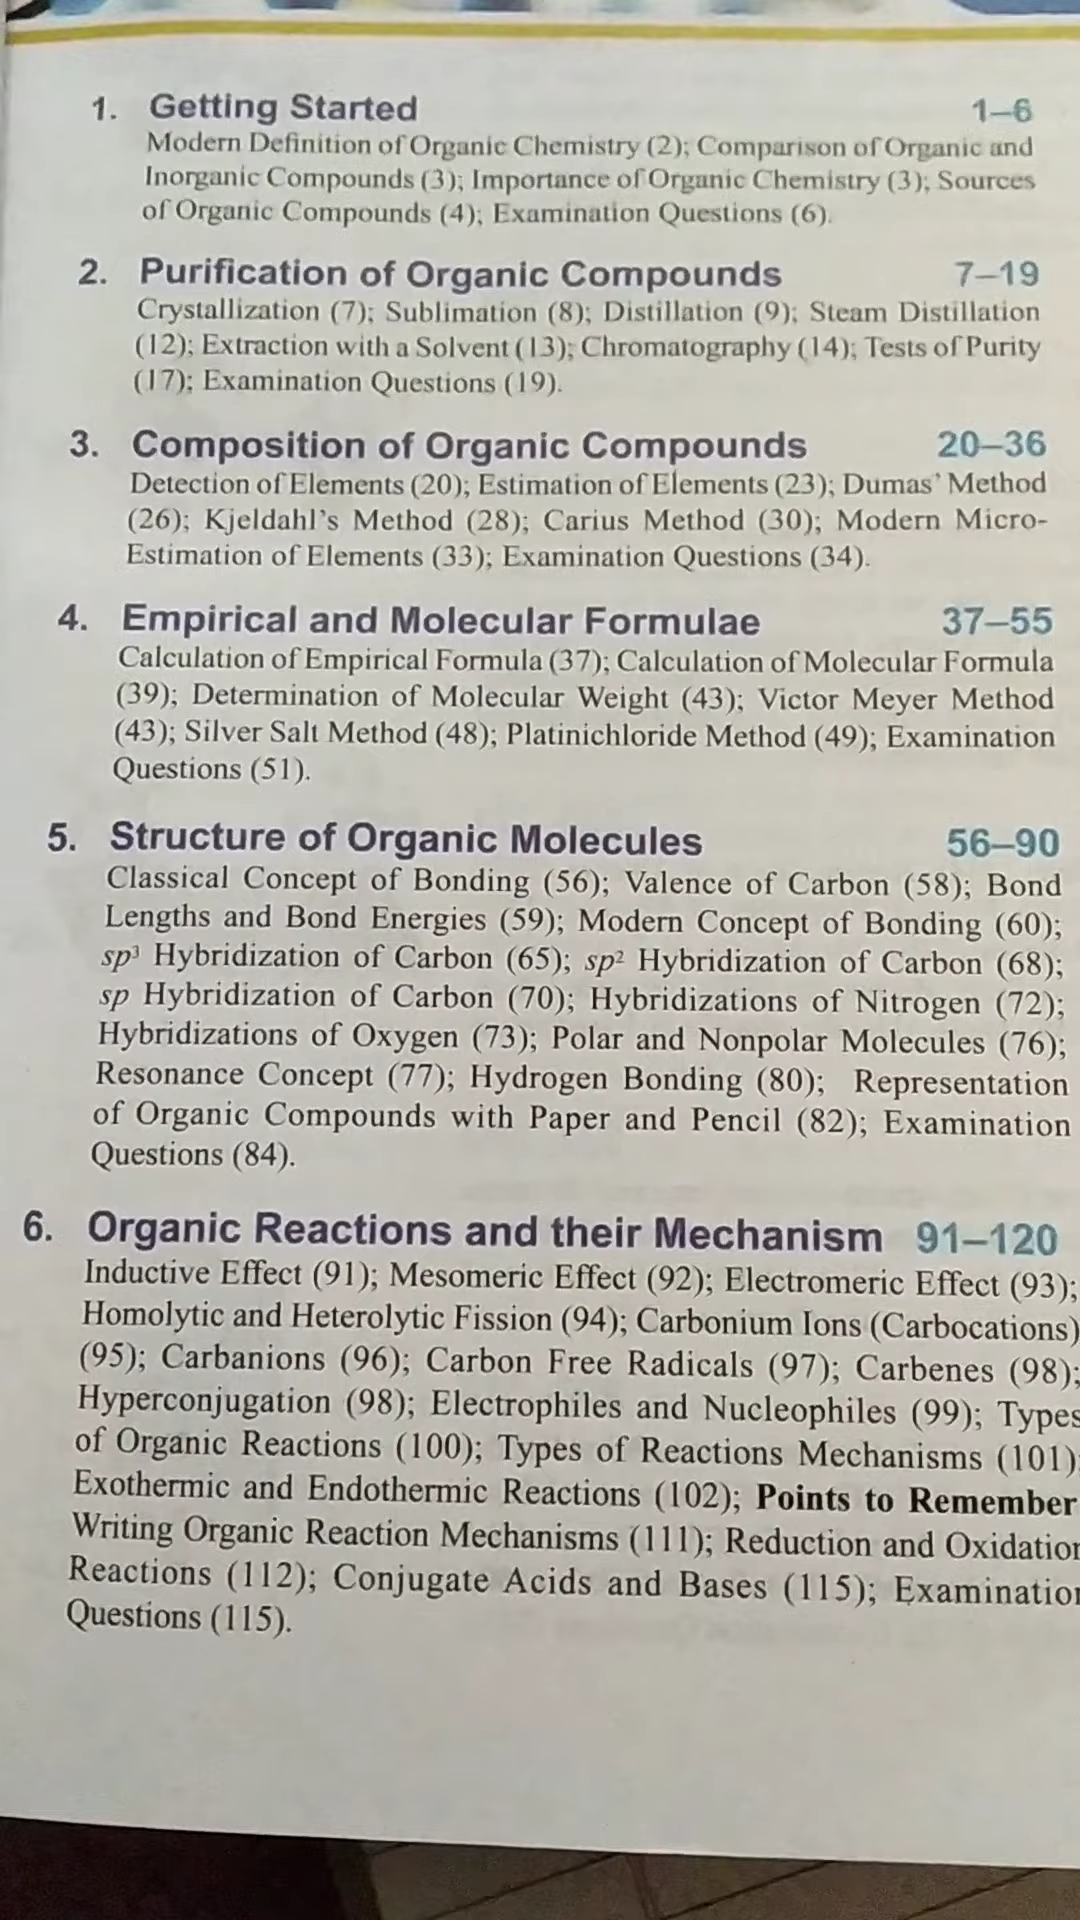 1. Getting Started 1–6
Modern Definition of Organic Chemistry (2); Comparison of Organic and
Inorganic Compounds (3); Importance of Organic Chemistry (3); Sources
of Organic Compounds (4); Examination Questions (6).
2. Purification of Organic Compounds 7–19
Crystallization (7); Sublimation (8); Distillation (9); Steam Distillation
(12); Extraction with a Solvent (13); Chromatography (14); Tests of Purity
(17); Examination Questions (19).
3. Composition of Organic Compounds 20–36
Detection of Elements (20); Estimation of Elements (23); Dumas' Method
(26); Kjeldahl's Method (28); Carius Method (30); Modern Micro-
Estimation of Elements (33); Examination Questions (34).
4. Empirical and Molecular Formulae 37–55
Calculation of Empirical Formula (37); Calculation of Molecular Formula
(39); Determination of Molecular Weight (43); Victor Meyer Method
(43); Silver Salt Method (48); Platinichloride Method (49); Examination
Questions (51).
5. Structure of Organic Molecules 56–90
Classical Concept of Bonding (56); Valence of Carbon (58); Bond
Lengths and Bond Energies (59); Modern Concept of Bonding (60);
sp³ Hybridization of Carbon (65); sp² Hybridization of Carbon (68);
sp Hybridization of Carbon (70); Hybridizations of Nitrogen (72);
Hybridizations of Oxygen (73); Polar and Nonpolar Molecules (76);
Resonance Concept (77); Hydrogen Bonding (80); Representation
of Organic Compounds with Paper and Pencil (82); Examination
Questions (84).
6. Organic Reactions and their Mechanism 91–120
Inductive Effect (91); Mesomeric Effect (92); Electromeric Effect (93);
Homolytic and Heterolytic Fission (94); Carbonium Ions (Carbocations)
(95); Carbanions (96); Carbon Free Radicals (97); Carbenes (98);
Hyperconjugation (98); Electrophiles and Nucleophiles (99); Types
of Organic Reactions (100); Types of Reactions Mechanisms (101);
Exothermic and Endothermic Reactions (102); Points to Remember
Writing Organic Reaction Mechanisms (111); Reduction and Oxidation
Reactions (112); Conjugate Acids and Bases (115); Examination
Questions (115).